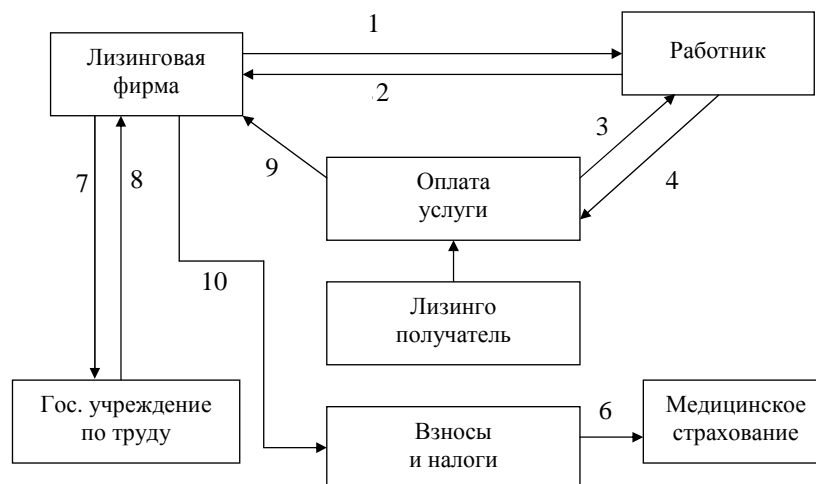 1
Лизинговая
фирма
Работник
2
3
9
4
7
8
Оплата
услуги
10
Лизинго
получатель
Гос. учреждение
по труду
Взносы
и налоги
6
Медицинское
страхование